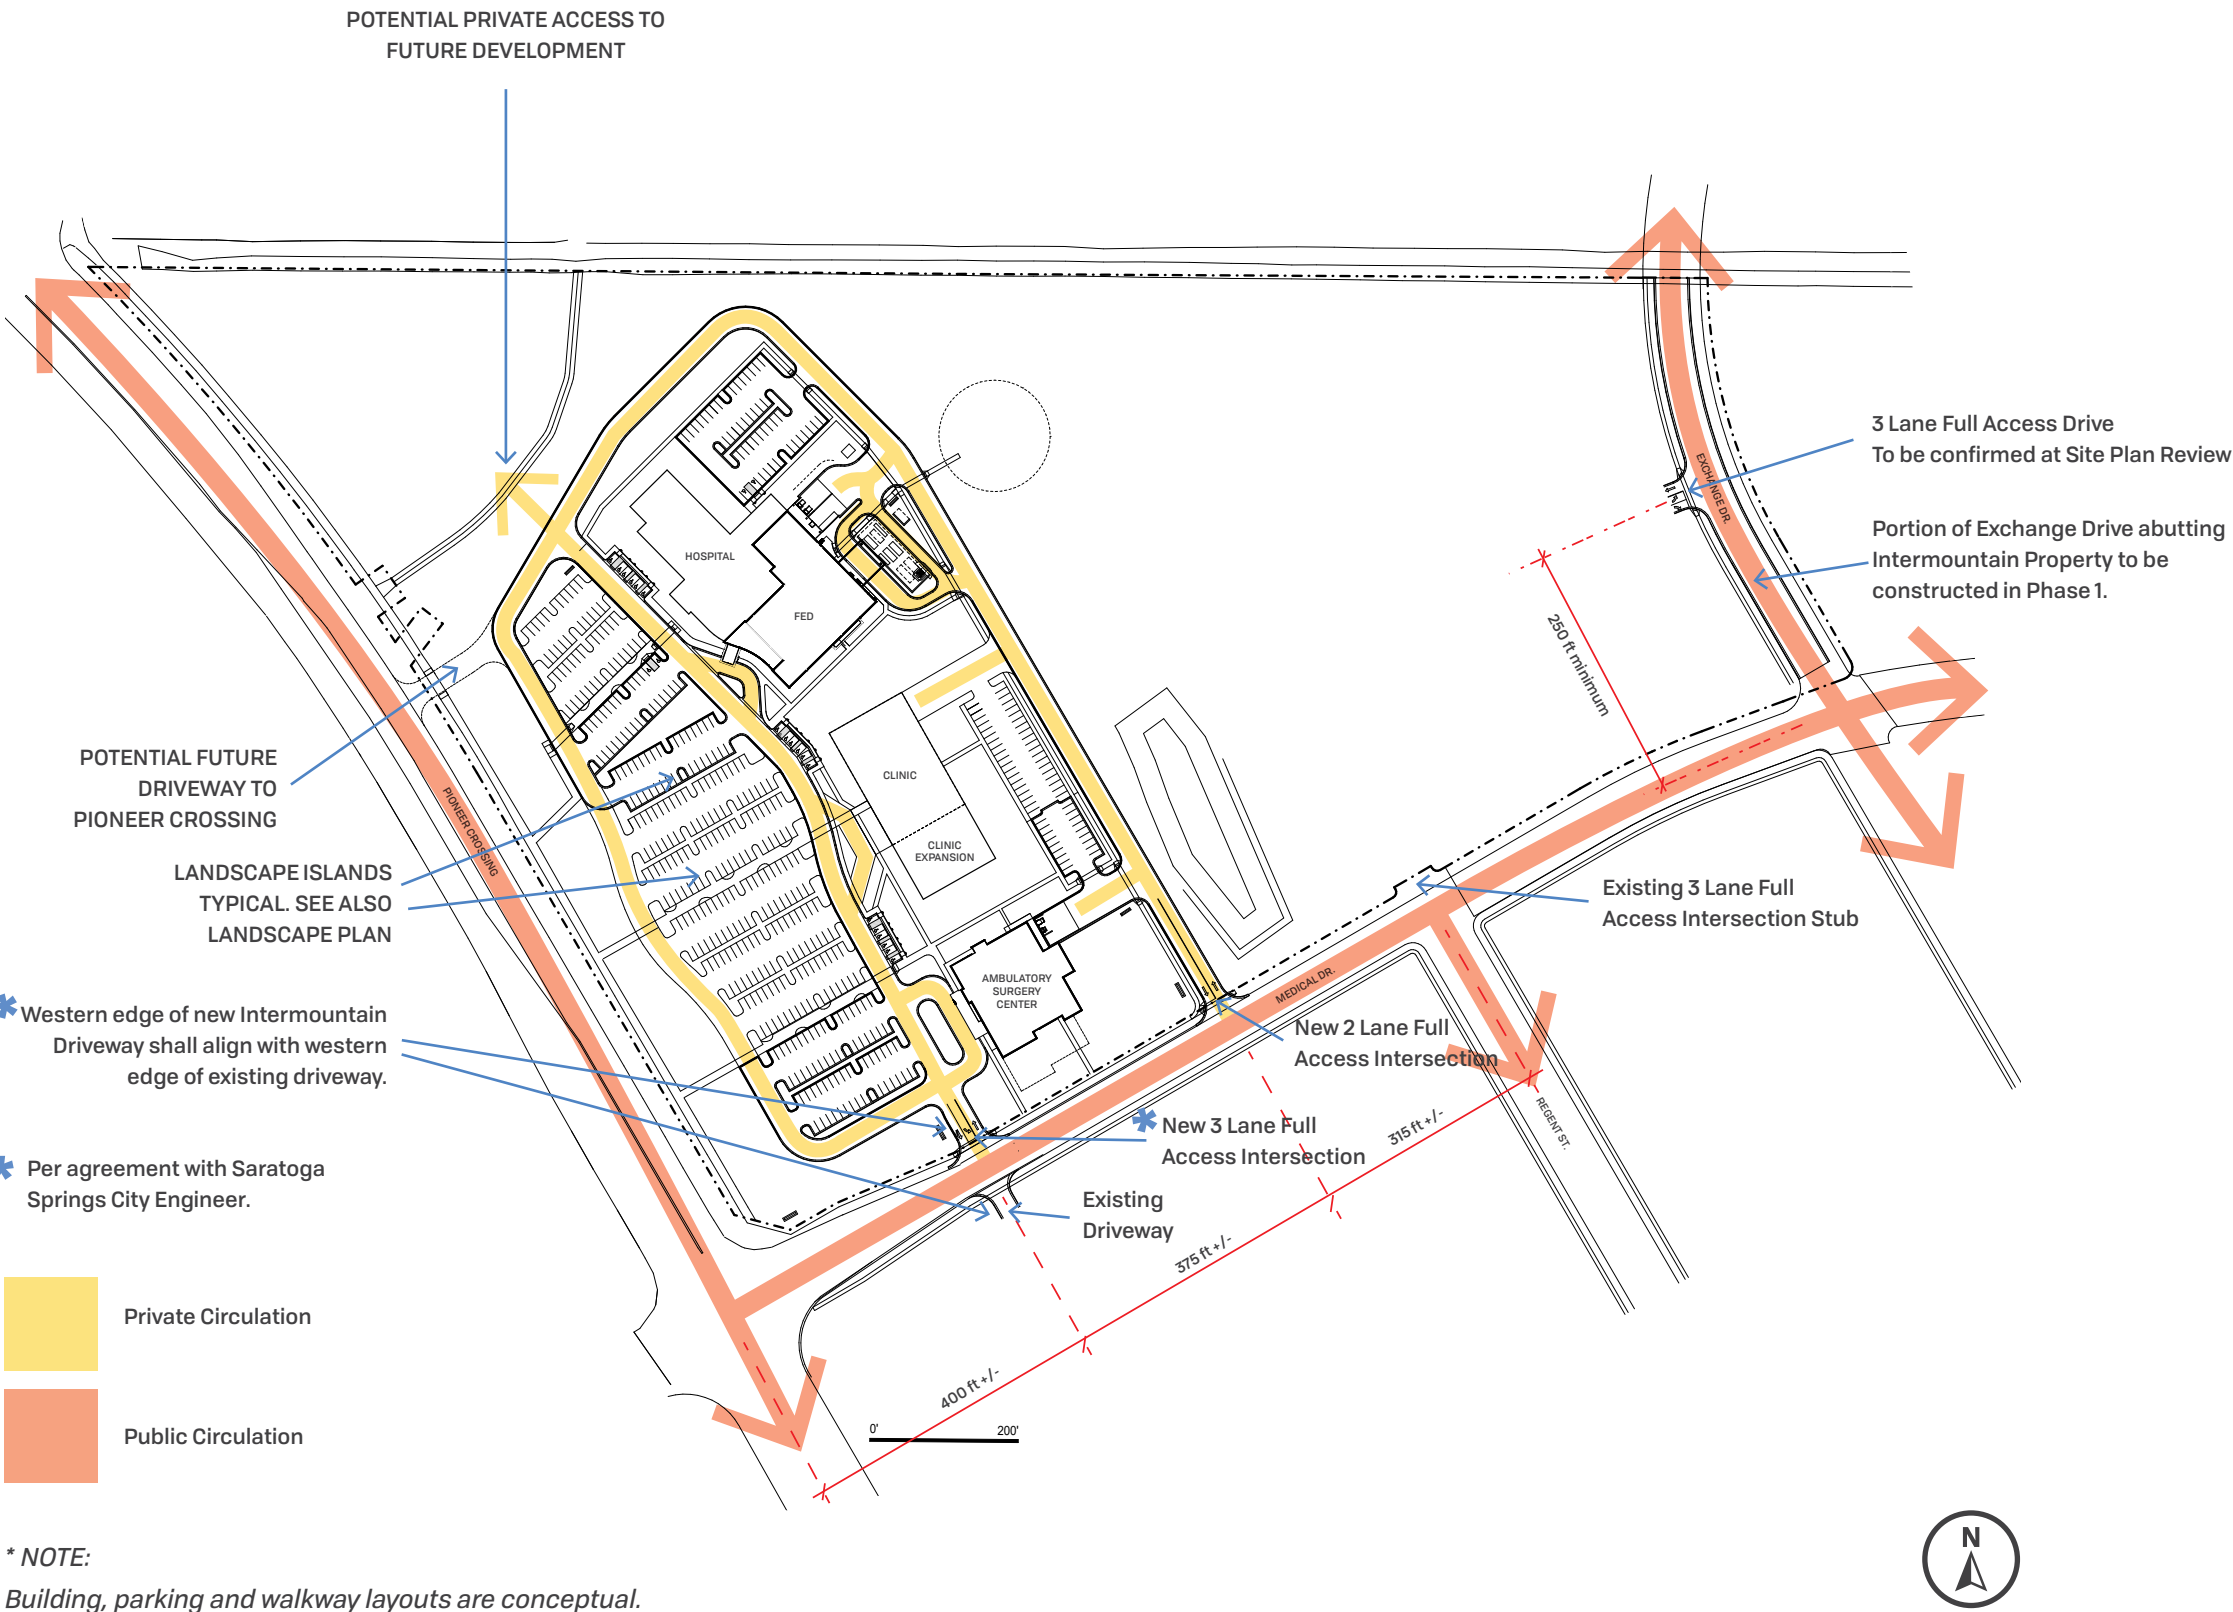 POTENTIAL PRIVATE ACCESS TO
FUTURE DEVELOPMENT
3 Lane Full Access Drive
To be confirmed at Site Plan Review
EXCHANGE DR.
Portion of Exchange Drive abutting
Intermountain Property to be
constructed in Phase 1.
HOSPITAL
FED
250 ft minimum
POTENTIAL FUTURE
DRIVEWAY TO
PIONEER CROSSING
PIONEER CROSSING
CLINIC
CLINIC
EXPANSION
LANDSCAPE ISLANDS
TYPICAL. SEE ALSO
LANDSCAPE PLAN
Existing 3 Lane Full
Access Intersection Stub
AMBULATORY
SURGERY
CENTER
MEDICAL DR.
* Western edge of new Intermountain
Driveway shall align with western
edge of existing driveway.
New 2 Lane Full
Access Intersection
* New 3 Lane Full
Access Intersection
REGENT ST.
315 ft +/-
* Per agreement with Saratoga
Springs City Engineer.
Existing
Driveway
375 ft +/-
400 ft +/-
0' 200'
Private Circulation
Public Circulation
N
* NOTE:
Building, parking and walkway layouts are conceptual.